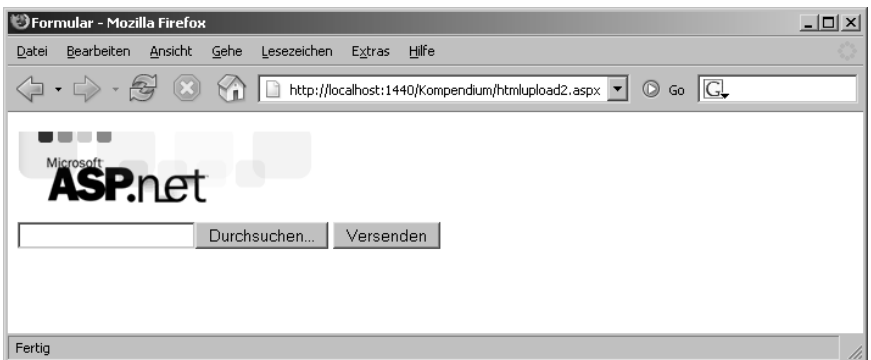 Formular - Mozilla Firefox
Datei Bearbeiten Ansicht Gehe Lesezeichen Extras Hilfe
http://localhost:1440/Kompendium/htmlupload2.aspx Go G
Microsoft
ASP.net
Durchsuchen... Versenden
Fertig